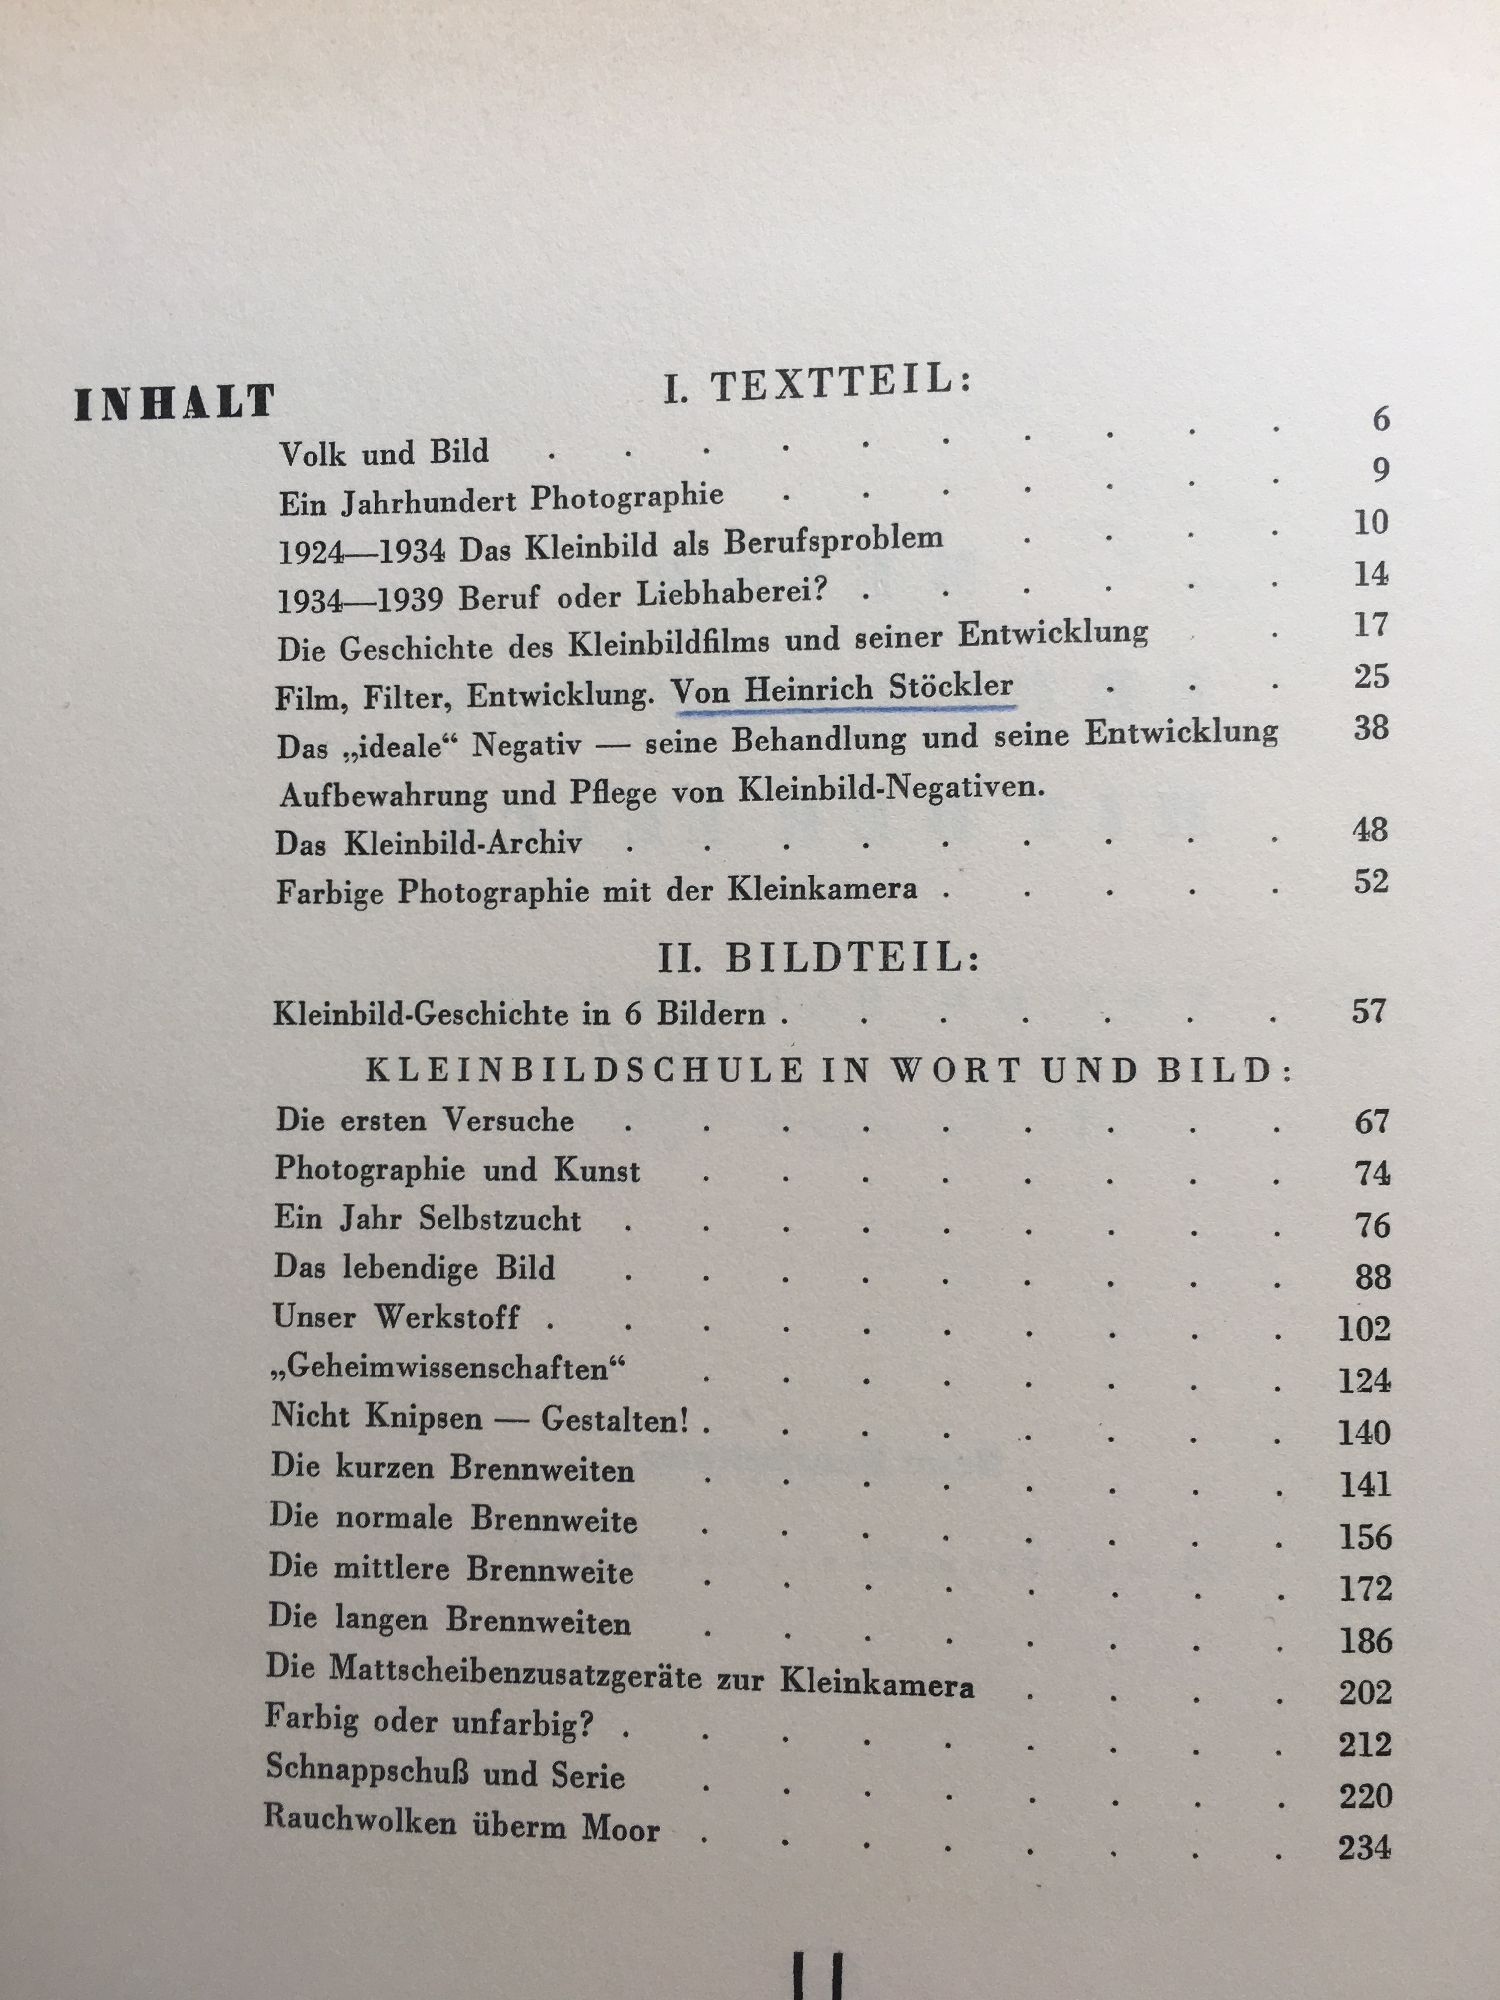 INHALT
I. TEXTTEIL:
Volk und Bild . . . . . . . . . . 6
Ein Jahrhundert Photographie . . . . . . . 9
1924—1934 Das Kleinbild als Berufsproblem . . . . 10
1934—1939 Beruf oder Liebhaberei? . . . . . . 14
Die Geschichte des Kleinbildfilms und seiner Entwicklung . . 17
Film, Filter, Entwicklung. Von Heinrich Stöckler . . . 25
Das „ideale“ Negativ — seine Behandlung und seine Entwicklung 38
Aufbewahrung und Pflege von Kleinbild-Negativen.
Das Kleinbild-Archiv . . . . . . . . . 48
Farbige Photographie mit der Kleinkamera . . . . . 52
II. BILDTEIL:
Kleinbild-Geschichte in 6 Bildern . . . . . . . 57
KLEINBILDSCHULE IN WORT UND BILD:
Die ersten Versuche . . . . . . . . . 67
Photographie und Kunst . . . . . . . . 74
Ein Jahr Selbstzucht . . . . . . . . . 76
Das lebendige Bild . . . . . . . . . 88
Unser Werkstoff . . . . . . . . . . 102
„Geheimwissenschaften“ . . . . . . . . 124
Nicht Knipsen — Gestalten! . . . . . . . . 140
Die kurzen Brennweiten . . . . . . . . 141
Die normale Brennweite . . . . . . . . 156
Die mittlere Brennweite . . . . . . . . 172
Die langen Brennweiten . . . . . . . . 186
Die Mattscheibenzusatzgeräte zur Kleinkamera . . . . 202
Farbig oder unfarbig? . . . . . . . . . 212
Schnappschuß und Serie . . . . . . . . 220
Rauchwolken überm Moor . . . . . . . . 234